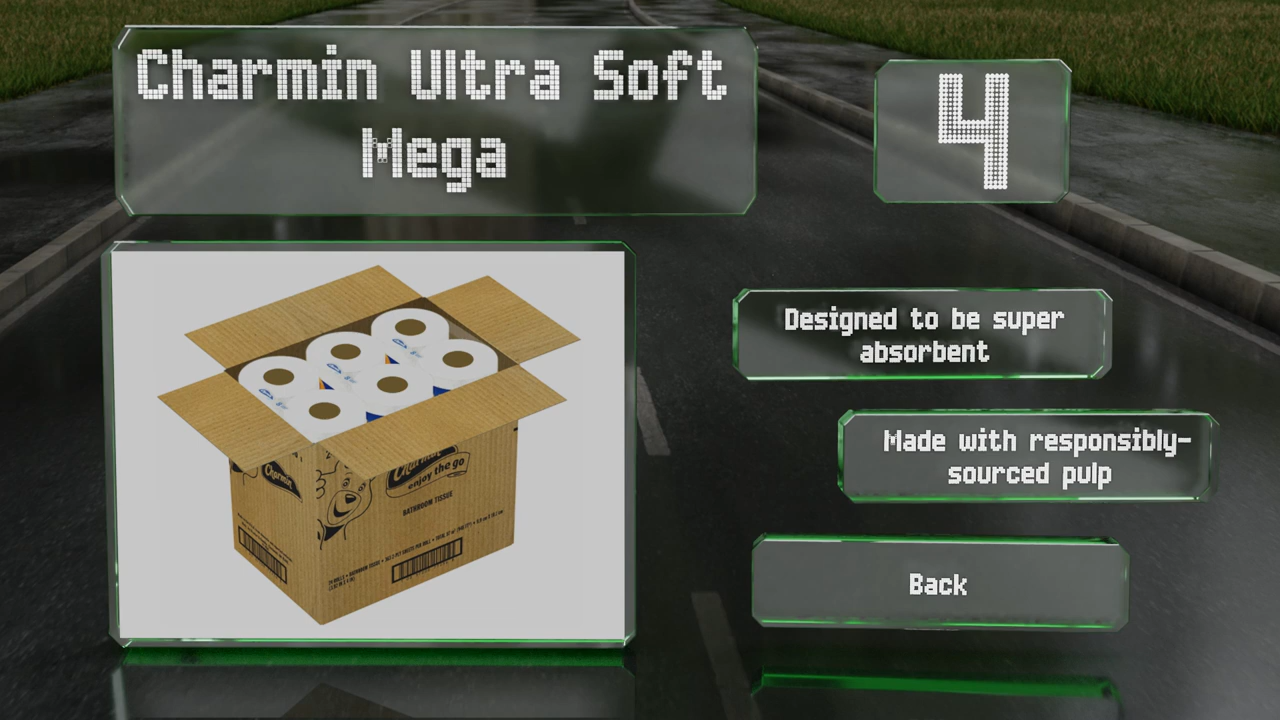 Charmin Ultra Soft
Mega
4
Designed to be super
absorbent
Made with responsibly-
sourced pulp
Back
Charmin
Charmin
enjoy the go
BATHROOM TISSUE